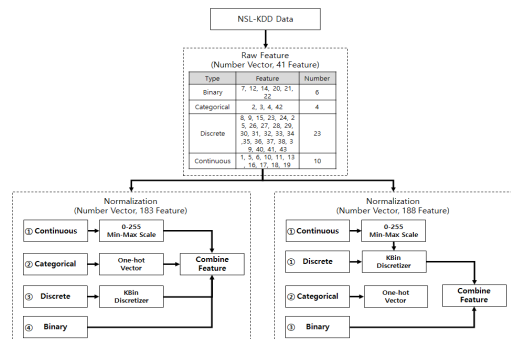 NSL-KDD Data
Raw Feature
(Number Vector, 41 Feature)
Type Feature Number
Binary 7, 12, 14, 20, 21, 22 6
Categorical 2, 3, 4, 42 4
Discrete 8, 9, 15, 23, 24, 2
5, 26, 27, 28, 29,
30, 31, 32, 33, 34
,35, 36, 37, 38, 3
9, 40, 41, 43
23
Continuous 1, 5, 6, 10, 11, 13
, 16, 17, 18, 19
10
Normalization
(Number Vector, 183 Feature)
① Continuous
0-255
Min-Max Scale
② Categorical
One-hot
Vector
Combine
Feature
③ Discrete
KBin
Discretizer
④ Binary
Normalization
(Number Vector, 188 Feature)
① Continuous
0-255
Min-Max Scale
① Discrete
KBin
Discretizer
② Categorical
One-hot
Vector
Combine
Feature
③ Binary